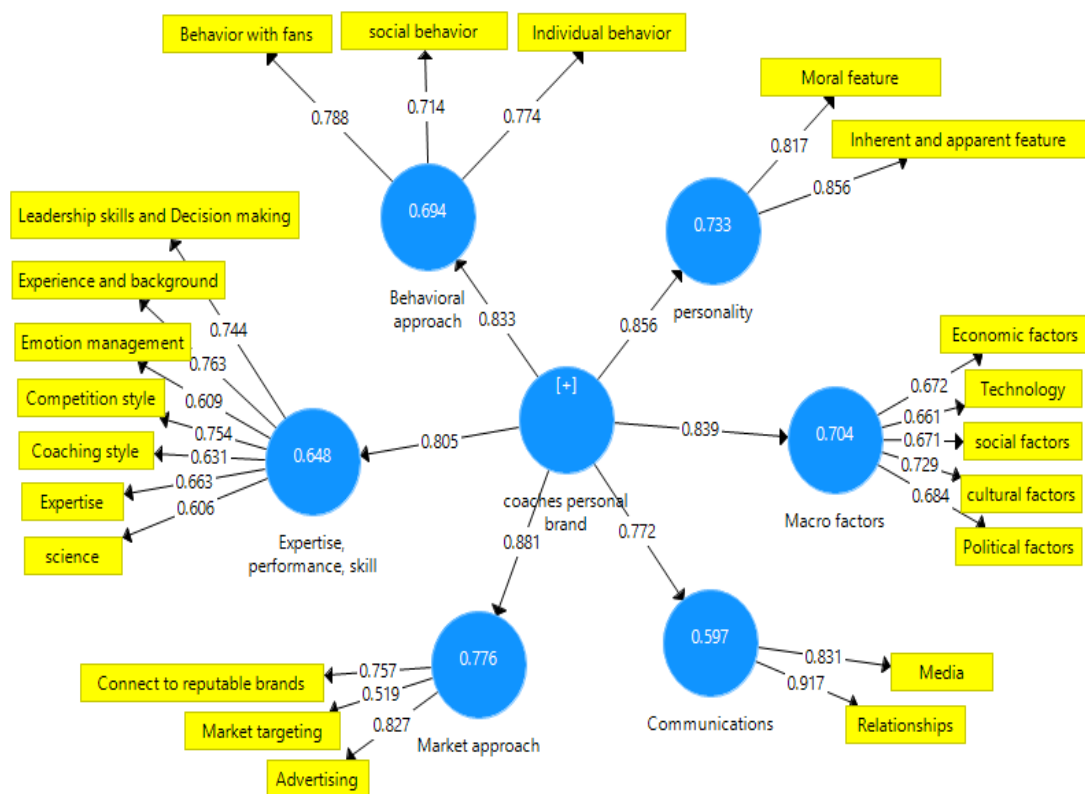 Behavior with fans
social behavior
Individual behavior
0.788
0.714
0.774
0.694
Behavioral
approach
0.833
Moral feature
Inherent and apparent feature
0.817
0.856
0.733
personality
0.856
Leadership skills and Decision making
Experience and background
Emotion management
Competition style
Coaching style
Expertise
science
0.744
0.763
0.609
0.754
0.631
0.663
0.606
0.648
Expertise,
performance, skill
0.805
[+]
coaches personal
brand
Economic factors
Technology
social factors
cultural factors
Political factors
0.672
0.661
0.671
0.729
0.684
0.704
Macro factors
0.839
0.881
0.772
0.776
Market approach
0.757
0.519
0.827
Connect to reputable brands
Market targeting
Advertising
0.597
Communications
0.831
0.917
Media
Relationships